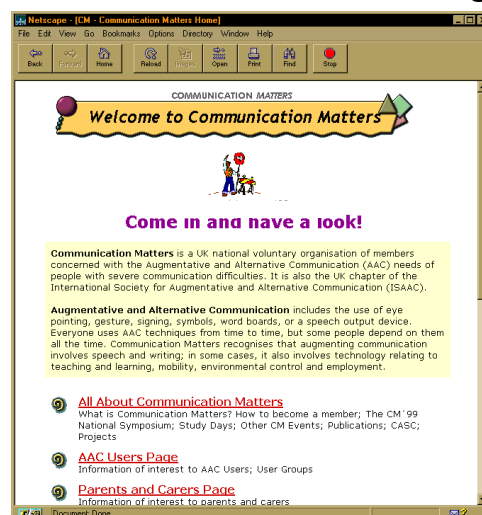 Netscape - [CM - Communication Matters Home]
File Edit View Go Bookmarks Options Directory Window Help
Back Forward Home Reload Images Open Print Find Stop
COMMUNICATION MATTERS
Welcome to Communication Matters
Come in and have a look!
Communication Matters is a UK national voluntary organisation of members
concerned with the Augmentative and Alternative Communication (AAC) needs of
people with severe communication difficulties. It is also the UK chapter of the
International Society for Augmentative and Alternative Communication (ISAAC).
Augmentative and Alternative Communication includes the use of eye
pointing, gesture, signing, symbols, word boards, or a speech output device.
Everyone uses AAC techniques from time to time, but some people depend on them
all the time. Communication Matters recognises that augmenting communication
involves speech and writing; in some cases, it also involves technology relating to
teaching and learning, mobility, environmental control and employment.
All About Communication Matters
What is Communication Matters? How to become a member; The CM´99
National Symposium; Study Days; Other CM Events; Publications; CASC;
Projects
AAC Users Page
Information of interest to AAC Users; User Groups
Parents and Carers Page
Information of interest to parents and carers
Document: Done